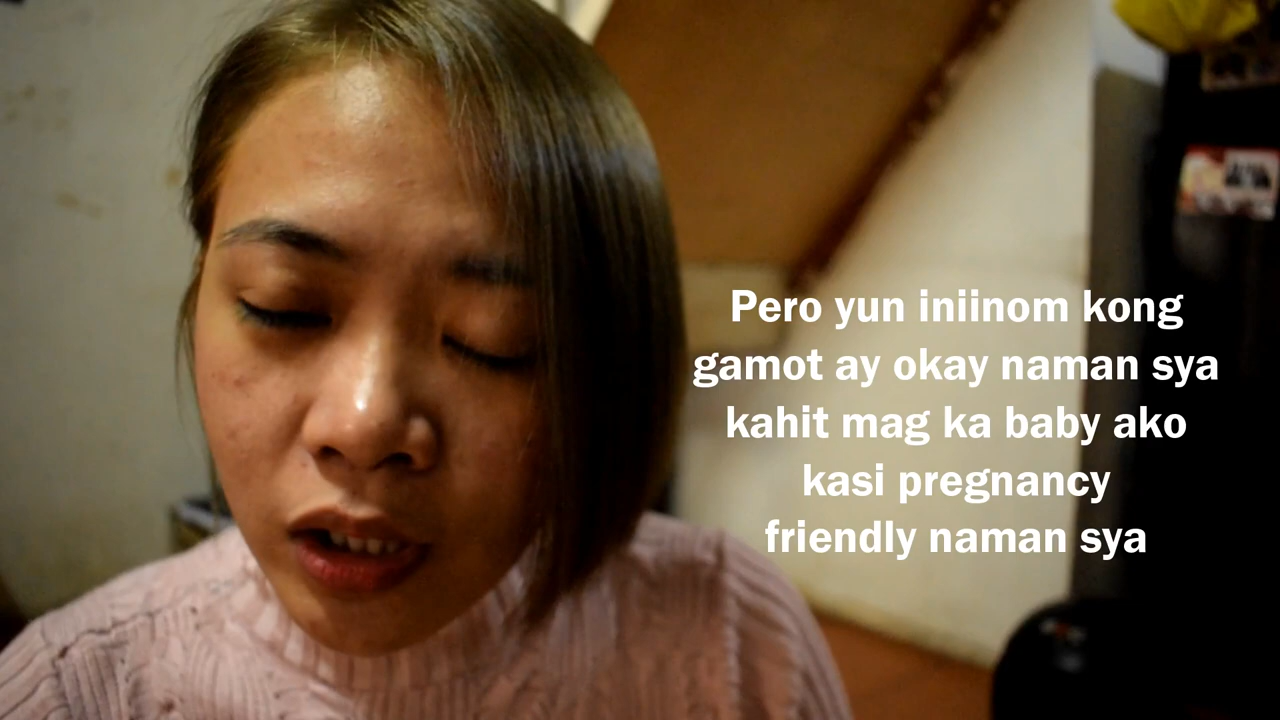 Pero yun iniinom kong
gamot ay okay naman sya
kahit mag ka baby ako
kasi pregnancy
friendly naman sya